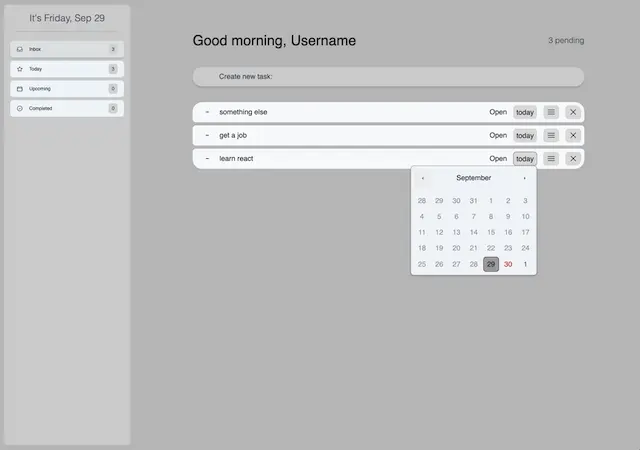 It's Friday, Sep 29
Inbox 3
Today 3
Upcoming 0
Completed 0
Good morning, Username 3 pending
Create new task:
- something else Open today
- get a job Open today
- learn react Open today
‹ September ›
28 29 30 31 1 2 3
4 5 6 7 8 9 10
11 12 13 14 15 16 17
18 19 20 21 22 23 24
25 26 27 28 29 30 1